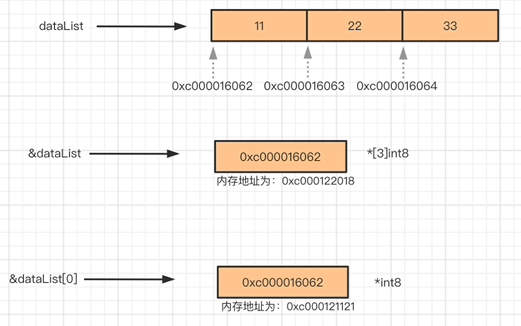 dataList
11 22 33
0xc000016062 0xc000016063 0xc000016064
&dataList 0xc000016062 *[3]int8
内存地址为：0xc000122018
&dataList[0] 0xc000016062 *int8
内存地址为：0xc000121121